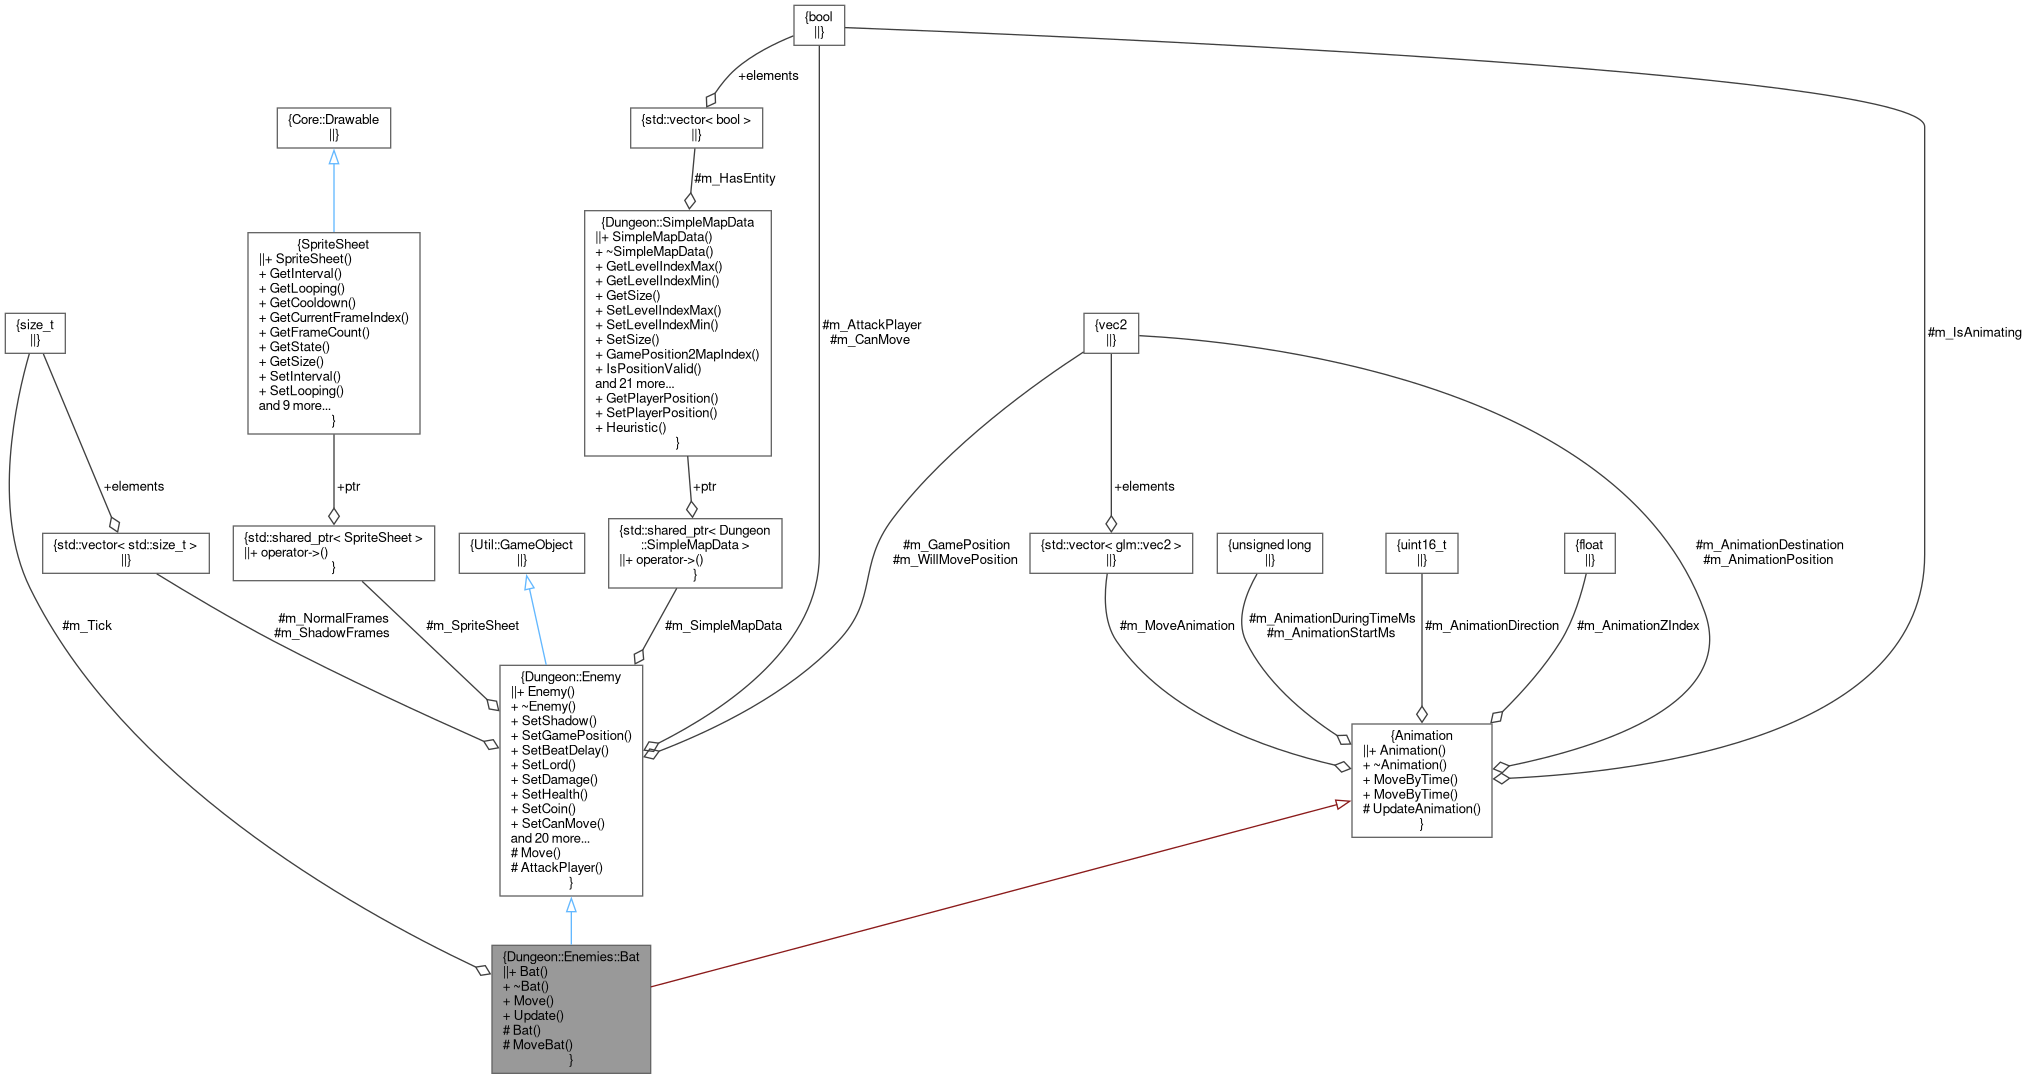 {bool
||}
+elements
{Core::Drawable
||}
{std::vector< bool >
||}
#m_HasEntity
{SpriteSheet
||+ SpriteSheet()
+ GetInterval()
+ GetLooping()
+ GetCooldown()
+ GetCurrentFrameIndex()
+ GetFrameCount()
+ GetState()
+ GetSize()
+ SetInterval()
+ SetLooping()
and 9 more...
}
{Dungeon::SimpleMapData
||+ SimpleMapData()
+ ~SimpleMapData()
+ GetLevelIndexMax()
+ GetLevelIndexMin()
+ GetSize()
+ SetLevelIndexMax()
+ SetLevelIndexMin()
+ SetSize()
+ GamePosition2MapIndex()
+ IsPositionValid()
and 21 more...
+ GetPlayerPosition()
+ SetPlayerPosition()
+ Heuristic()
}
{size_t
||}
#m_AttackPlayer
#m_CanMove
{vec2
||}
#m_IsAnimating
+elements
+ptr
+ptr
+elements
{std::vector< std::size_t >
||}
{std::shared_ptr< SpriteSheet >
||+ operator->()
}
{Util::GameObject
||}
{std::shared_ptr< Dungeon
::SimpleMapData >
||+ operator->()
}
#m_GamePosition
#m_WillMovePosition
{std::vector< glm::vec2 >
||}
{unsigned long
||}
{uint16_t
||}
{float
||}
#m_AnimationDestination
#m_AnimationPosition
#m_Tick
#m_NormalFrames
#m_ShadowFrames
#m_SpriteSheet
#m_SimpleMapData
#m_MoveAnimation
#m_AnimationDuringTimeMs
#m_AnimationStartMs
#m_AnimationDirection
#m_AnimationZIndex
{Dungeon::Enemy
||+ Enemy()
+ ~Enemy()
+ SetShadow()
+ SetGamePosition()
+ SetBeatDelay()
+ SetLord()
+ SetDamage()
+ SetHealth()
+ SetCoin()
+ SetCanMove()
and 20 more...
# Move()
# AttackPlayer()
}
{Animation
||+ Animation()
+ ~Animation()
+ MoveByTime()
+ MoveByTime()
# UpdateAnimation()
}
{Dungeon::Enemies::Bat
||+ Bat()
+ ~Bat()
+ Move()
+ Update()
# Bat()
# MoveBat()
}